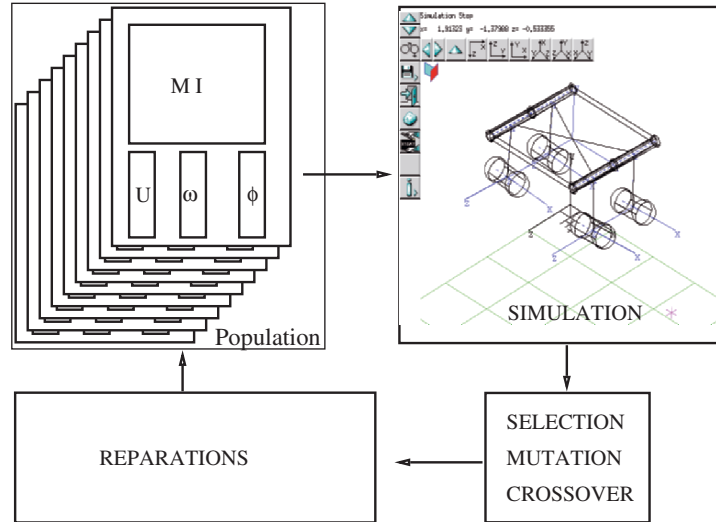 M I
U
ω
ϕ
Population
Simulation Step
x= 1,91323 y= -1,37988 z= -0,533355
SIMULATION
SELECTION
MUTATION
CROSSOVER
REPARATIONS